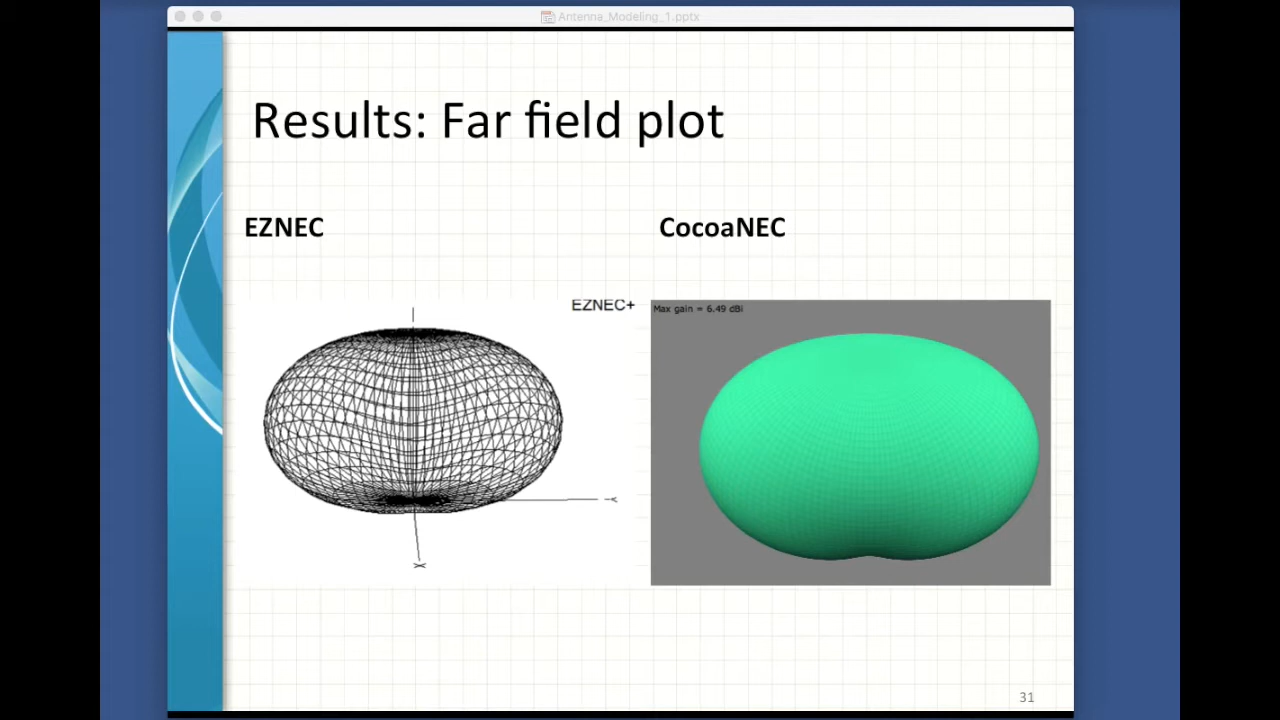 Antenna_Modeling_1.pptx
Results: Far field plot
EZNEC
CocoaNEC
EZNEC+
Max gain = 6.49 dBi
Y
X
31